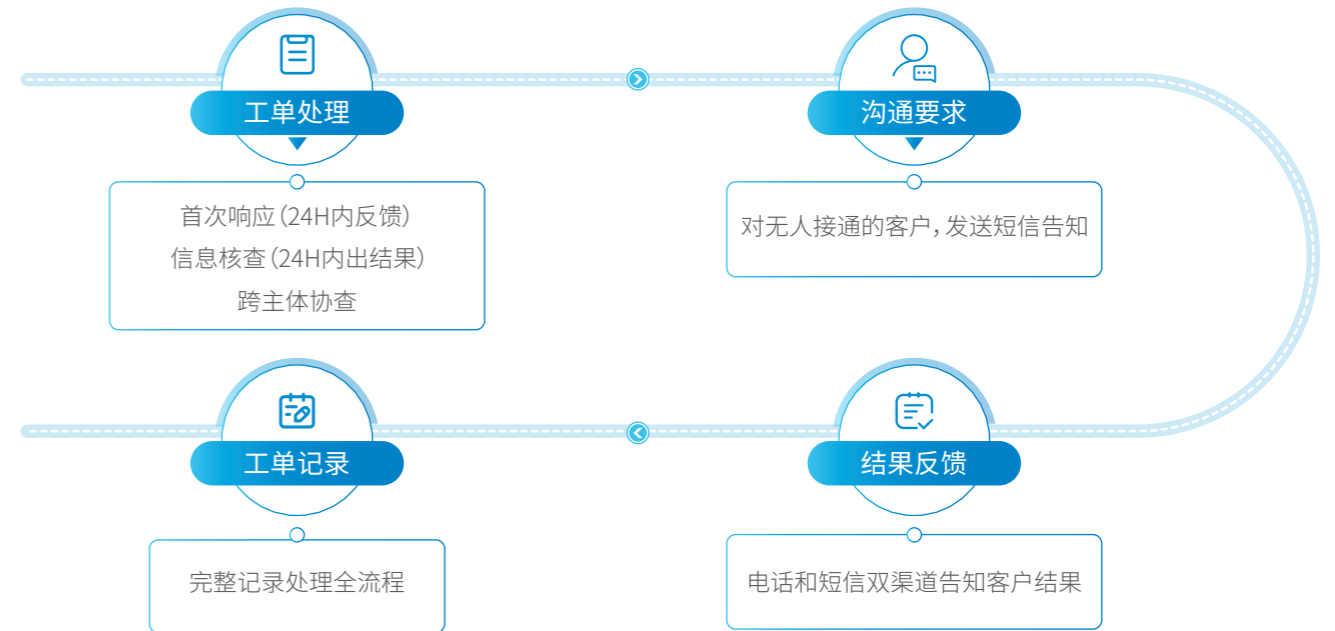 工单处理
首次响应（24H内反馈）
信息核查（24H内出结果）
跨主体协查
沟通要求
对无人接通的客户，发送短信告知
结果反馈
电话和短信双渠道告知客户结果
工单记录
完整记录处理全流程